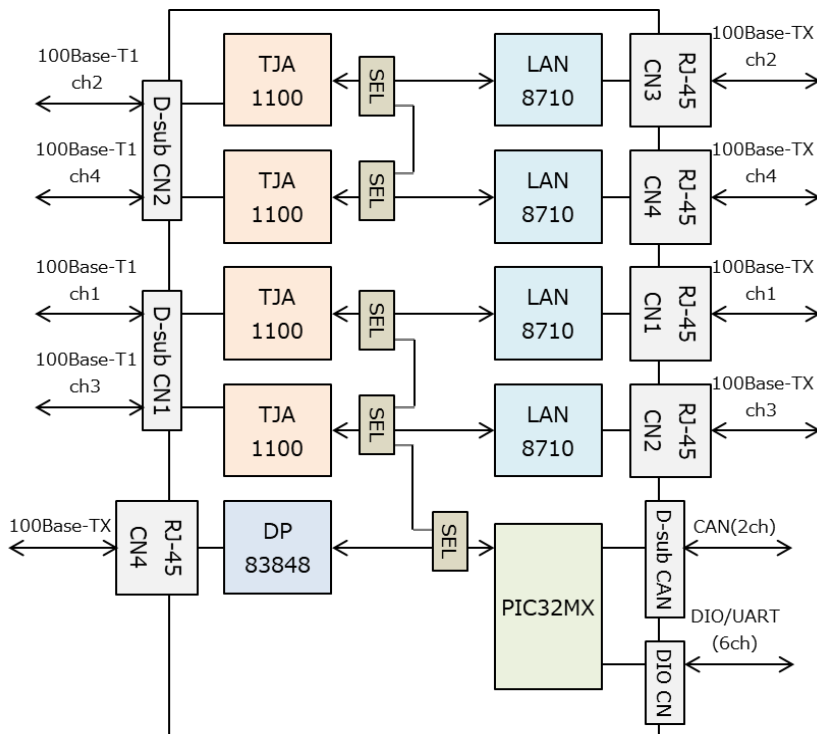 100Base-T1
ch2
D-sub CN2
TJA
1100
SEL
LAN
8710
RJ-45
CN3
100Base-TX
ch2
100Base-T1
ch4
TJA
1100
SEL
LAN
8710
RJ-45
CN4
100Base-TX
ch4
100Base-T1
ch1
D-sub CN1
TJA
1100
SEL
LAN
8710
RJ-45
CN1
100Base-TX
ch1
100Base-T1
ch3
TJA
1100
SEL
LAN
8710
RJ-45
CN2
100Base-TX
ch3
100Base-TX
RJ-45
CN4
DP
83848
SEL
PIC32MX
D-sub CAN
CAN(2ch)
DIO CN
DIO/UART
(6ch)